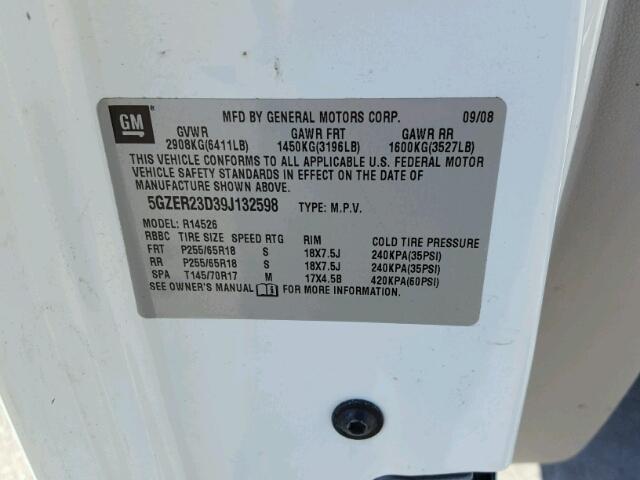 GM MFD BY GENERAL MOTORS CORP. 09/08
GVWR GAWR FRT GAWR RR
2908KG(6411LB) 1450KG(3196LB) 1600KG(3527LB)
THIS VEHICLE CONFORMS TO ALL APPLICABLE U.S. FEDERAL MOTOR
VEHICLE SAFETY STANDARDS IN EFFECT ON THE DATE OF
MANUFACTURE SHOWN ABOVE.
5GZER23D39J132598 TYPE: M.P.V.
MODEL: R14526
RBBC TIRE SIZE SPEED RTG RIM COLD TIRE PRESSURE
FRT P255/65R18 S 18X7.5J 240KPA(35PSI)
RR P255/65R18 S 18X7.5J 240KPA(35PSI)
SPA T145/70R17 M 17X4.5B 420KPA(60PSI)
SEE OWNER'S MANUAL FOR MORE INFORMATION.